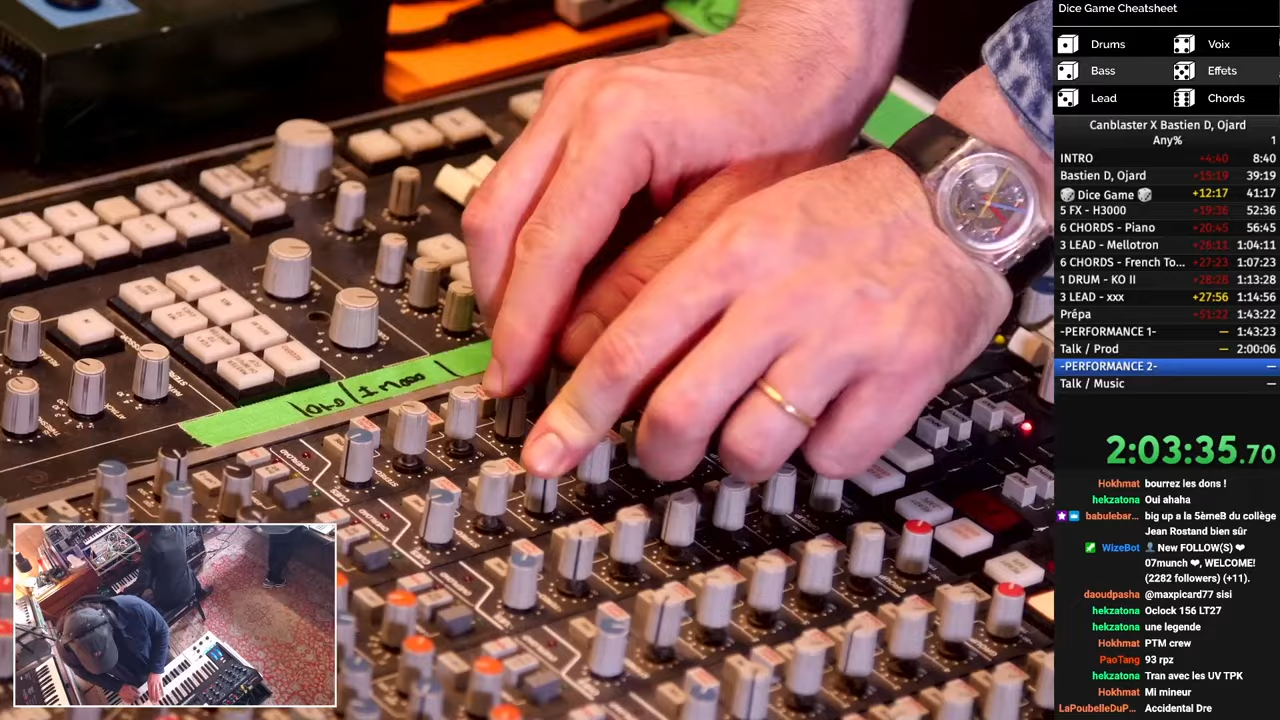 Dice Game Cheatsheet
Drums Voix
Bass Effets
Lead Chords
Canblaster X Bastien D, Ojard
Any% 1
INTRO +4:40 8:40
Bastien D, Ojard +15:19 39:19
🎲 Dice Game 🎲 +12:17 41:17
5 FX - H3000 +19:36 52:36
6 CHORDS - Piano +20:45 56:45
3 LEAD - Mellotron +26:11 1:04:11
6 CHORDS - French To... +27:23 1:07:23
1 DRUM - KO II +28:28 1:13:28
3 LEAD - xxx +27:56 1:14:56
Prépa +51:22 1:43:22
-PERFORMANCE 1- — 1:43:23
Talk / Prod — 2:00:06
-PERFORMANCE 2- —
Talk / Music —
2:03:35.70
Hokhmat bourrez les dons !
hekzatona Oui ahaha
babulebar... big up a la 5èmeB du collège
Jean Rostand bien sûr
WizeBot 👤 New FOLLOW(S) ❤
07munch ❤, WELCOME!
(2282 followers) (+11).
daoudpasha @maxpicard77 sisi
hekzatona Oclock 156 LT27
hekzatona une legende
Hokhmat PTM crew
PaoTang 93 rpz
hekzatona Tran avec les UV TPK
Hokhmat Mi mineur
LaPoubelleDuP... Accidental Dre